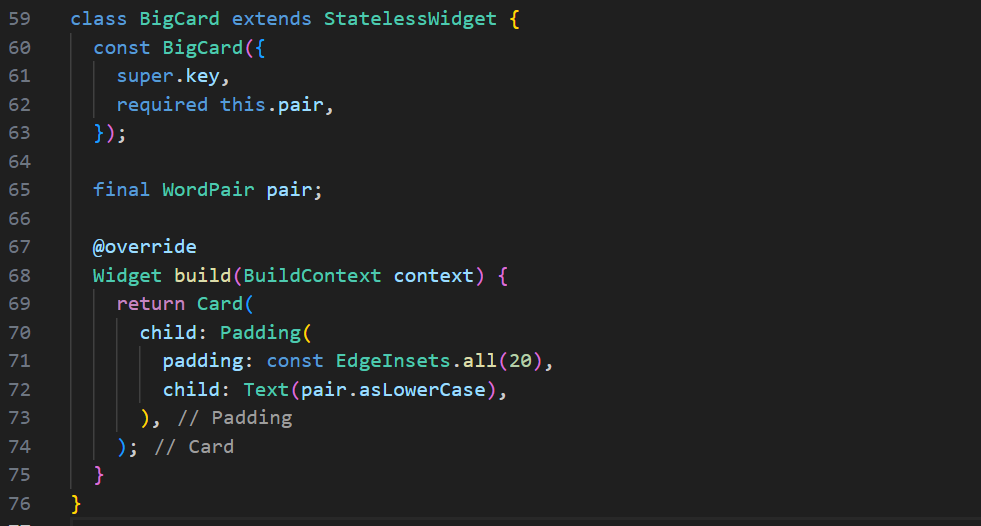 59 class BigCard extends StatelessWidget {
60   const BigCard({
61     super.key,
62     required this.pair,
63   });
64
65   final WordPair pair;
66
67   @override
68   Widget build(BuildContext context) {
69     return Card(
70       child: Padding(
71         padding: const EdgeInsets.all(20),
72         child: Text(pair.asLowerCase),
73       ), // Padding
74     ); // Card
75   }
76 }